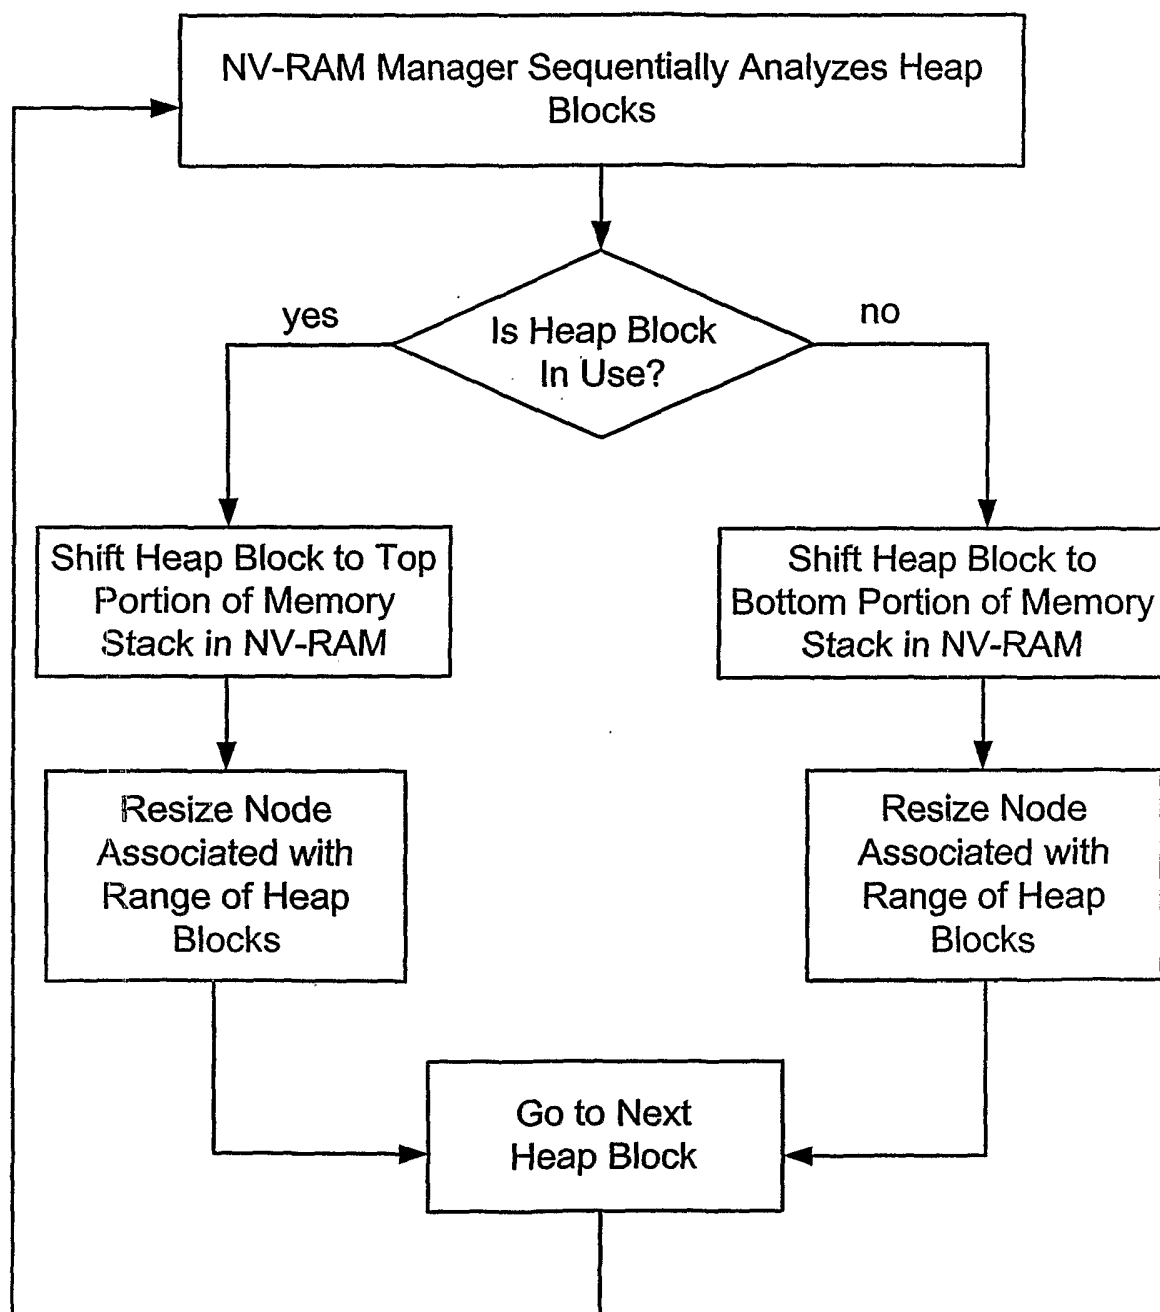 NV-RAM Manager Sequentially Analyzes Heap
Blocks
yes
no
Is Heap Block
In Use?
Shift Heap Block to Top
Portion of Memory
Stack in NV-RAM
Shift Heap Block to
Bottom Portion of Memory
Stack in NV-RAM
Resize Node
Associated with
Range of Heap
Blocks
Resize Node
Associated with
Range of Heap
Blocks
Go to Next
Heap Block